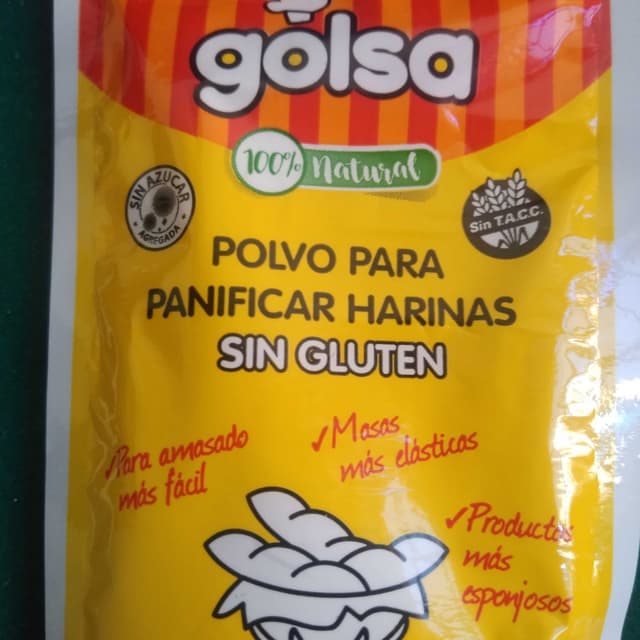 golsa
100% Natural
SIN AZUCAR
AGREGADA
Sin T.A.C.C.
POLVO PARA
PANIFICAR HARINAS
SIN GLUTEN
✓Para amasado
más fácil
✓Masas
más elásticas
✓Productos
más
esponjosos